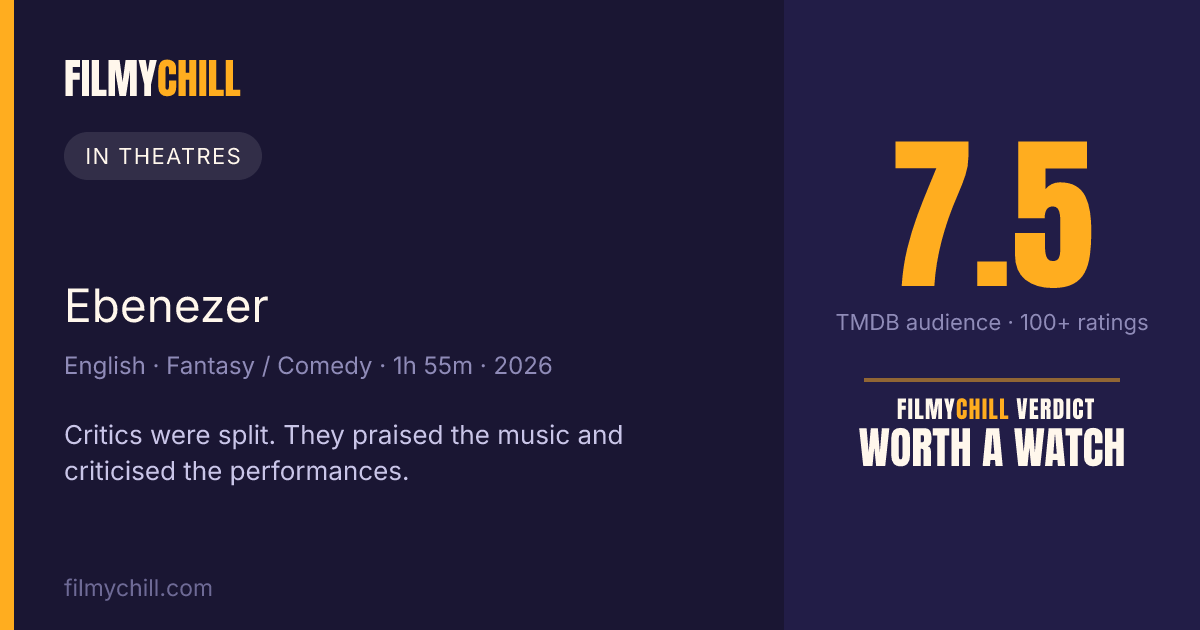 FILMYCHILL
IN THEATRES
Ebenezer
English · Fantasy / Comedy · 1h 55m · 2026
Critics were split. They praised the music and
criticised the performances.
filmychill.com
7.5
TMDB audience · 100+ ratings
FILMYCHILL VERDICT
WORTH A WATCH